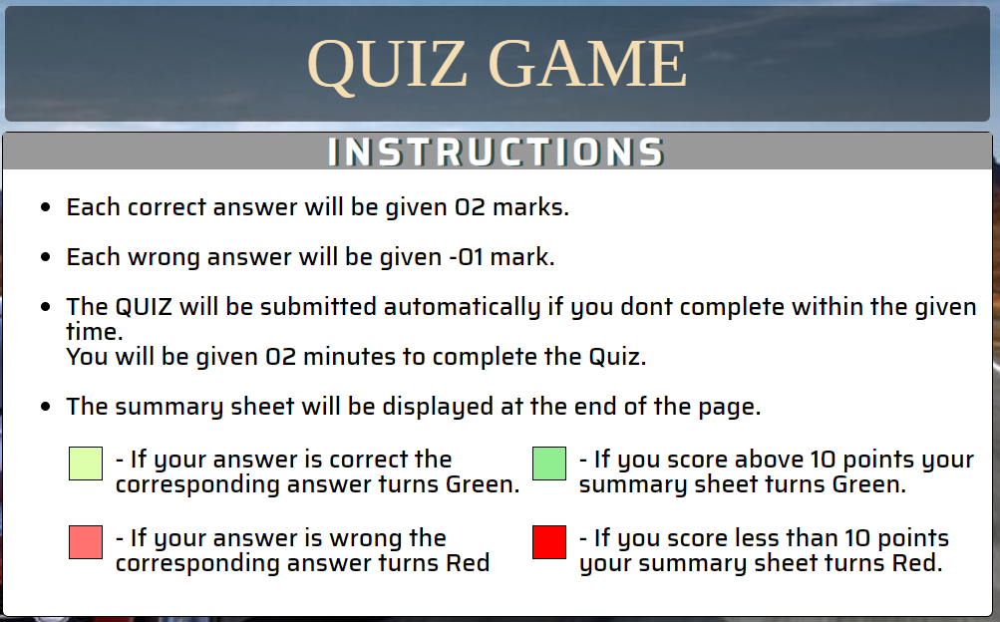 QUIZ GAME
INSTRUCTIONS
Each correct answer will be given 02 marks.
Each wrong answer will be given -01 mark.
The QUIZ will be submitted automatically if you dont complete within the given
time.
You will be given 02 minutes to complete the Quiz.
The summary sheet will be displayed at the end of the page.
- If your answer is correct the
corresponding answer turns Green.
- If you score above 10 points your
summary sheet turns Green.
- If your answer is wrong the
corresponding answer turns Red
- If you score less than 10 points
your summary sheet turns Red.